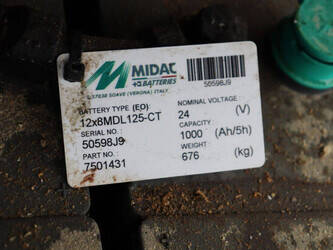 MIDAC
BATTERIES
50598J9
SISTEM SOAVE (VERONA) ITALY
BATTERY TYPE (EO)
NOMINAL VOLTAGE
12x8MDL125-CT
24 (V)
SERIAL NO :
CAPACITY
50598J9
1000 (Ah/5h)
PART NO.
WEIGHT
7501431
676 (kg)